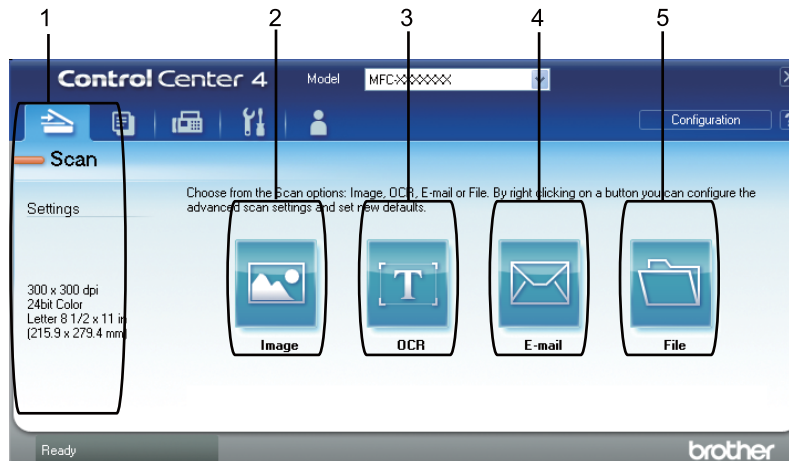 1 2 3 4 5
Control Center 4 Model MFC-XXXXXX
Configuration ?
Scan
Choose from the Scan options: Image, OCR, E-mail or File. By right clicking on a button you can configure the
advanced scan settings and set new defaults.
Settings
300 x 300 dpi
24bit Color
Letter 8 1/2 x 11 in
(215.9 x 279.4 mm)
T
Image OCR E-mail File
Ready brother